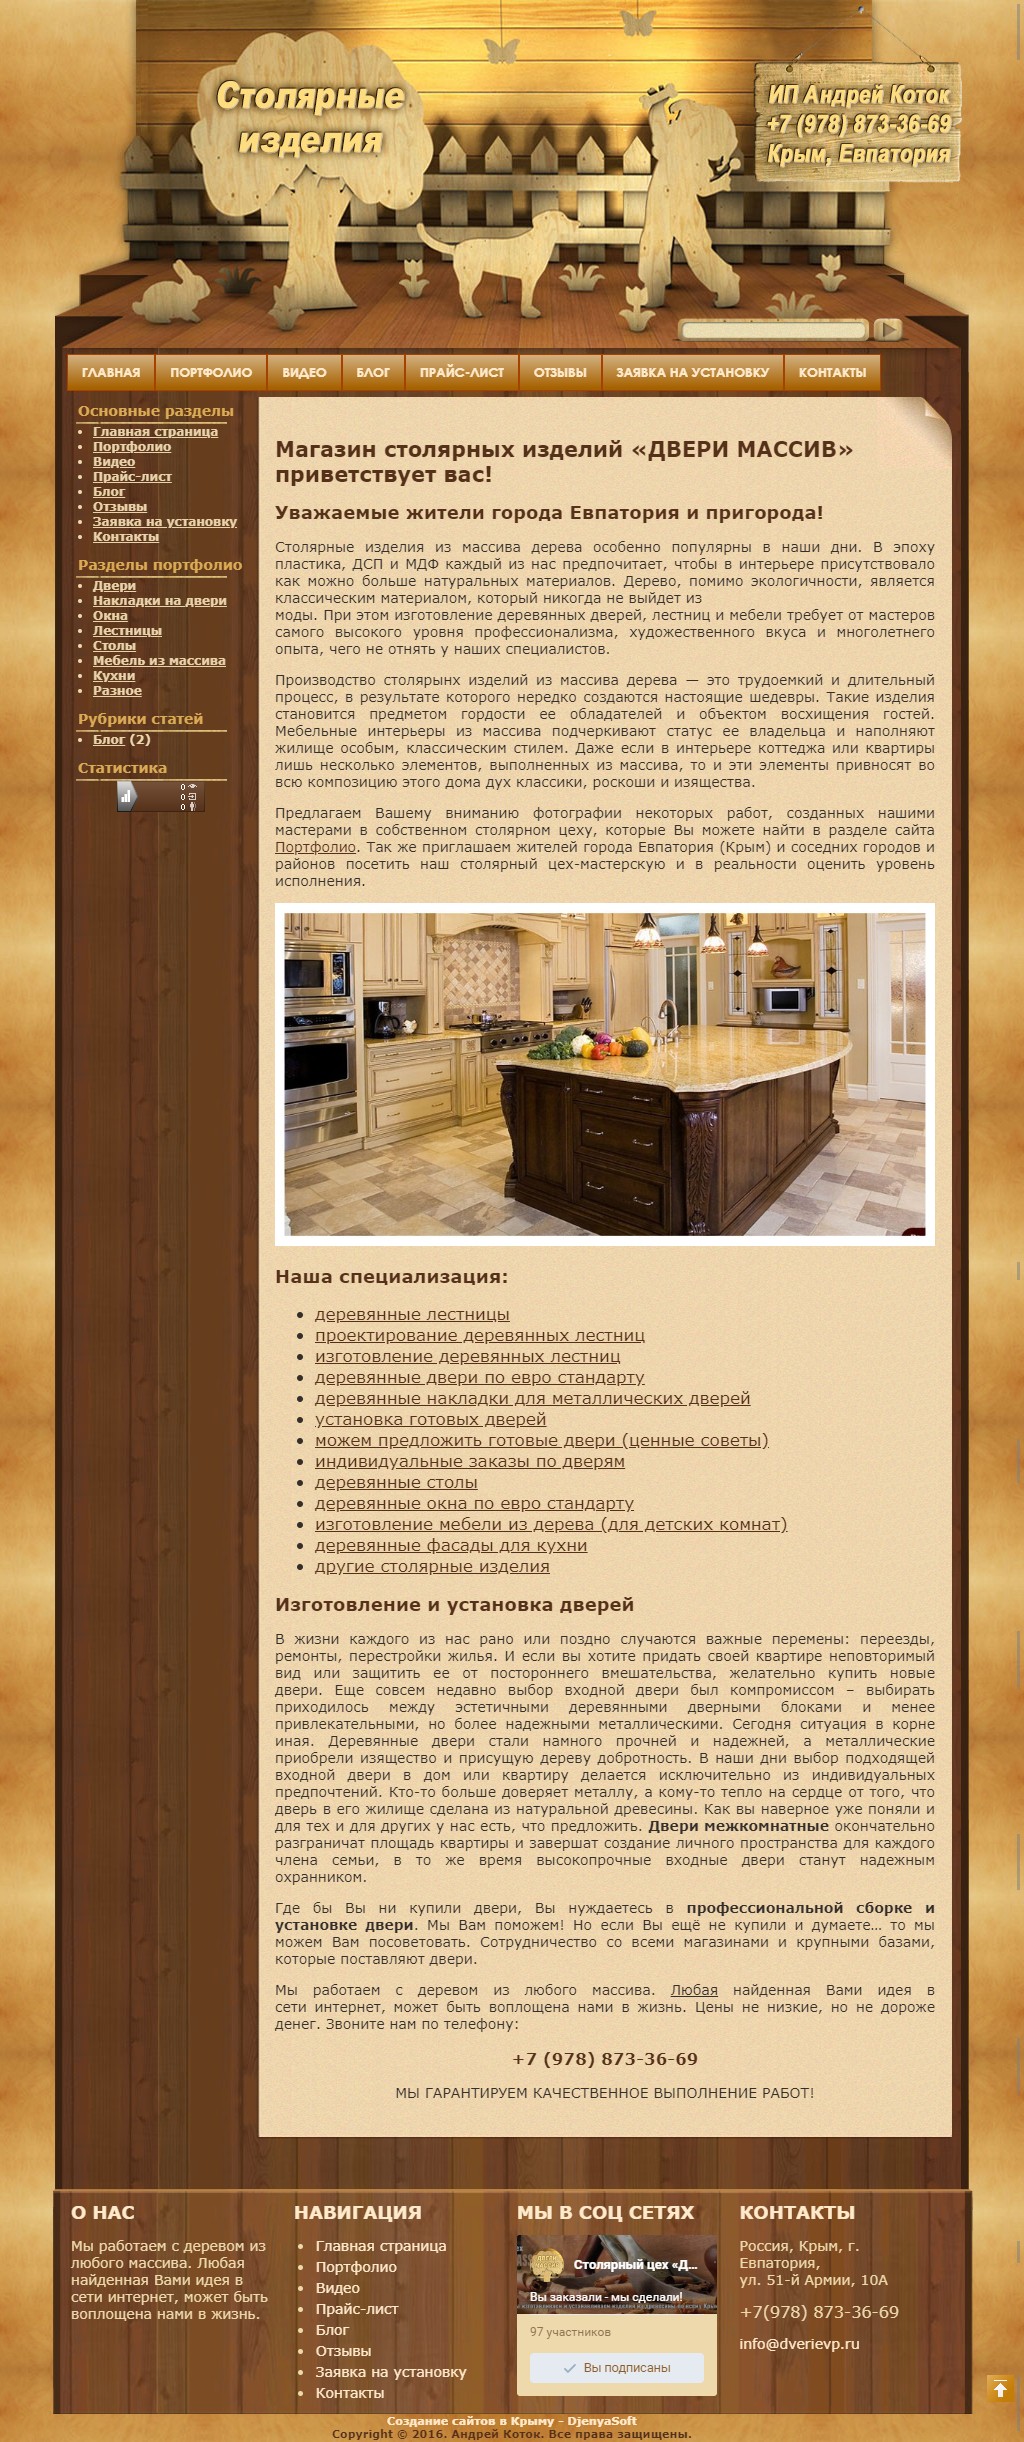 Столярные
изделия
ИП Андрей Коток
+7 (978) 873-36-69
Крым, Евпатория
ГЛАВНАЯ ПОРТФОЛИО ВИДЕО БЛОГ ПРАЙС-ЛИСТ ОТЗЫВЫ ЗАЯВКА НА УСТАНОВКУ КОНТАКТЫ
Основные разделы
Главная страница
Портфолио
Видео
Прайс-лист
Блог
Отзывы
Заявка на установку
Контакты
Разделы портфолио
Двери
Накладки на двери
Окна
Лестницы
Столы
Мебель из массива
Кухни
Разное
Рубрики статей
Блог (2)
Статистика
0
0
0
Магазин столярных изделий «ДВЕРИ МАССИВ»
приветствует вас!
Уважаемые жители города Евпатория и пригорода!
Столярные изделия из массива дерева особенно популярны в наши дни. В эпоху
пластика, ДСП и МДФ каждый из нас предпочитает, чтобы в интерьере присутствовало
как можно больше натуральных материалов. Дерево, помимо экологичности, является
классическим материалом, который никогда не выйдет из
моды. При этом изготовление деревянных дверей, лестниц и мебели требует от мастеров
самого высокого уровня профессионализма, художественного вкуса и многолетнего
опыта, чего не отнять у наших специалистов.
Производство столярынх изделий из массива дерева — это трудоемкий и длительный
процесс, в результате которого нередко создаются настоящие шедевры. Такие изделия
становится предметом гордости ее обладателей и объектом восхищения гостей.
Мебельные интерьеры из массива подчеркивают статус ее владельца и наполняют
жилище особым, классическим стилем. Даже если в интерьере коттеджа или квартиры
лишь несколько элементов, выполненных из массива, то и эти элементы привносят во
всю композицию этого дома дух классики, роскоши и изящества.
Предлагаем Вашему вниманию фотографии некоторых работ, созданных нашими
мастерами в собственном столярном цеху, которые Вы можете найти в разделе сайта
Портфолио. Так же приглашаем жителей города Евпатория (Крым) и соседних городов и
районов посетить наш столярный цех-мастерскую и в реальности оценить уровень
исполнения.
Наша специализация:
деревянные лестницы
проектирование деревянных лестниц
изготовление деревянных лестниц
деревянные двери по евро стандарту
деревянные накладки для металлических дверей
установка готовых дверей
можем предложить готовые двери (ценные советы)
индивидуальные заказы по дверям
деревянные столы
деревянные окна по евро стандарту
изготовление мебели из дерева (для детских комнат)
деревянные фасады для кухни
другие столярные изделия
Изготовление и установка дверей
В жизни каждого из нас рано или поздно случаются важные перемены: переезды,
ремонты, перестройки жилья. И если вы хотите придать своей квартире неповторимый
вид или защитить ее от постороннего вмешательства, желательно купить новые
двери. Еще совсем недавно выбор входной двери был компромиссом – выбирать
приходилось между эстетичными деревянными дверными блоками и менее
привлекательными, но более надежными металлическими. Сегодня ситуация в корне
иная. Деревянные двери стали намного прочней и надежней, а металлические
приобрели изящество и присущую дереву добротность. В наши дни выбор подходящей
входной двери в дом или квартиру делается исключительно из индивидуальных
предпочтений. Кто-то больше доверяет металлу, а кому-то тепло на сердце от того, что
дверь в его жилище сделана из натуральной древесины. Как вы наверное уже поняли и
для тех и для других у нас есть, что предложить. Двери межкомнатные окончательно
разграничат площадь квартиры и завершат создание личного пространства для каждого
члена семьи, в то же время высокопрочные входные двери станут надежным
охранником.
Где бы Вы ни купили двери, Вы нуждаетесь в профессиональной сборке и
установке двери. Мы Вам поможем! Но если Вы ещё не купили и думаете… то мы
можем Вам посоветовать. Сотрудничество со всеми магазинами и крупными базами,
которые поставляют двери.
Мы работаем с деревом из любого массива. Любая найденная Вами идея в
сети интернет, может быть воплощена нами в жизнь. Цены не низкие, но не дороже
денег. Звоните нам по телефону:
+7 (978) 873-36-69
МЫ ГАРАНТИРУЕМ КАЧЕСТВЕННОЕ ВЫПОЛНЕНИЕ РАБОТ!
О НАС
Мы работаем с деревом из
любого массива. Любая
найденная Вами идея в
сети интернет, может быть
воплощена нами в жизнь.
НАВИГАЦИЯ
Главная страница
Портфолио
Видео
Прайс-лист
Блог
Отзывы
Заявка на установку
Контакты
МЫ В СОЦ СЕТЯХ
Столярный цех «Д...
Вы заказали - мы сделали!
97 участников
Вы подписаны
КОНТАКТЫ
Россия, Крым, г.
Евпатория,
ул. 51-й Армии, 10А
+7(978) 873-36-69
info@dverievp.ru
Создание сайтов в Крыму - DjenyaSoft
Copyright © 2016. Андрей Коток. Все права защищены.